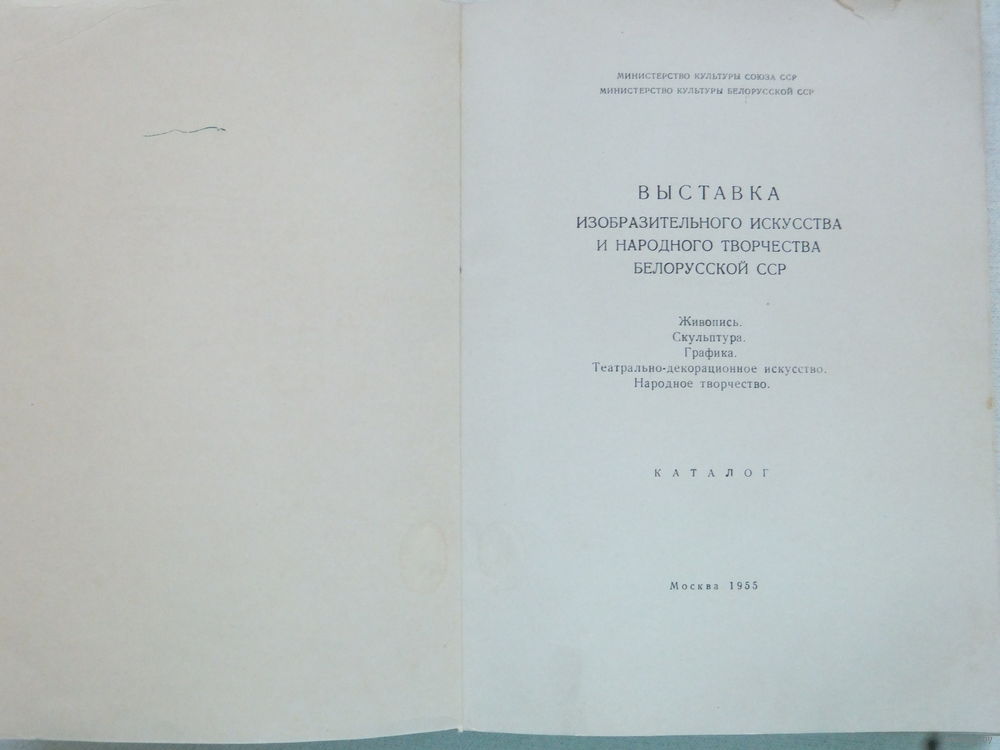 МИНИСТЕРСТВО КУЛЬТУРЫ СОЮЗА ССР
МИНИСТЕРСТВО КУЛЬТУРЫ БЕЛОРУССКОЙ ССР
ВЫСТАВКА
ИЗОБРАЗИТЕЛЬНОГО ИСКУССТВА
И НАРОДНОГО ТВОРЧЕСТВА
БЕЛОРУССКОЙ ССР
Живопись.
Скульптура.
Графика.
Театрально-декорационное искусство.
Народное творчество.
КАТАЛОГ
Москва 1955